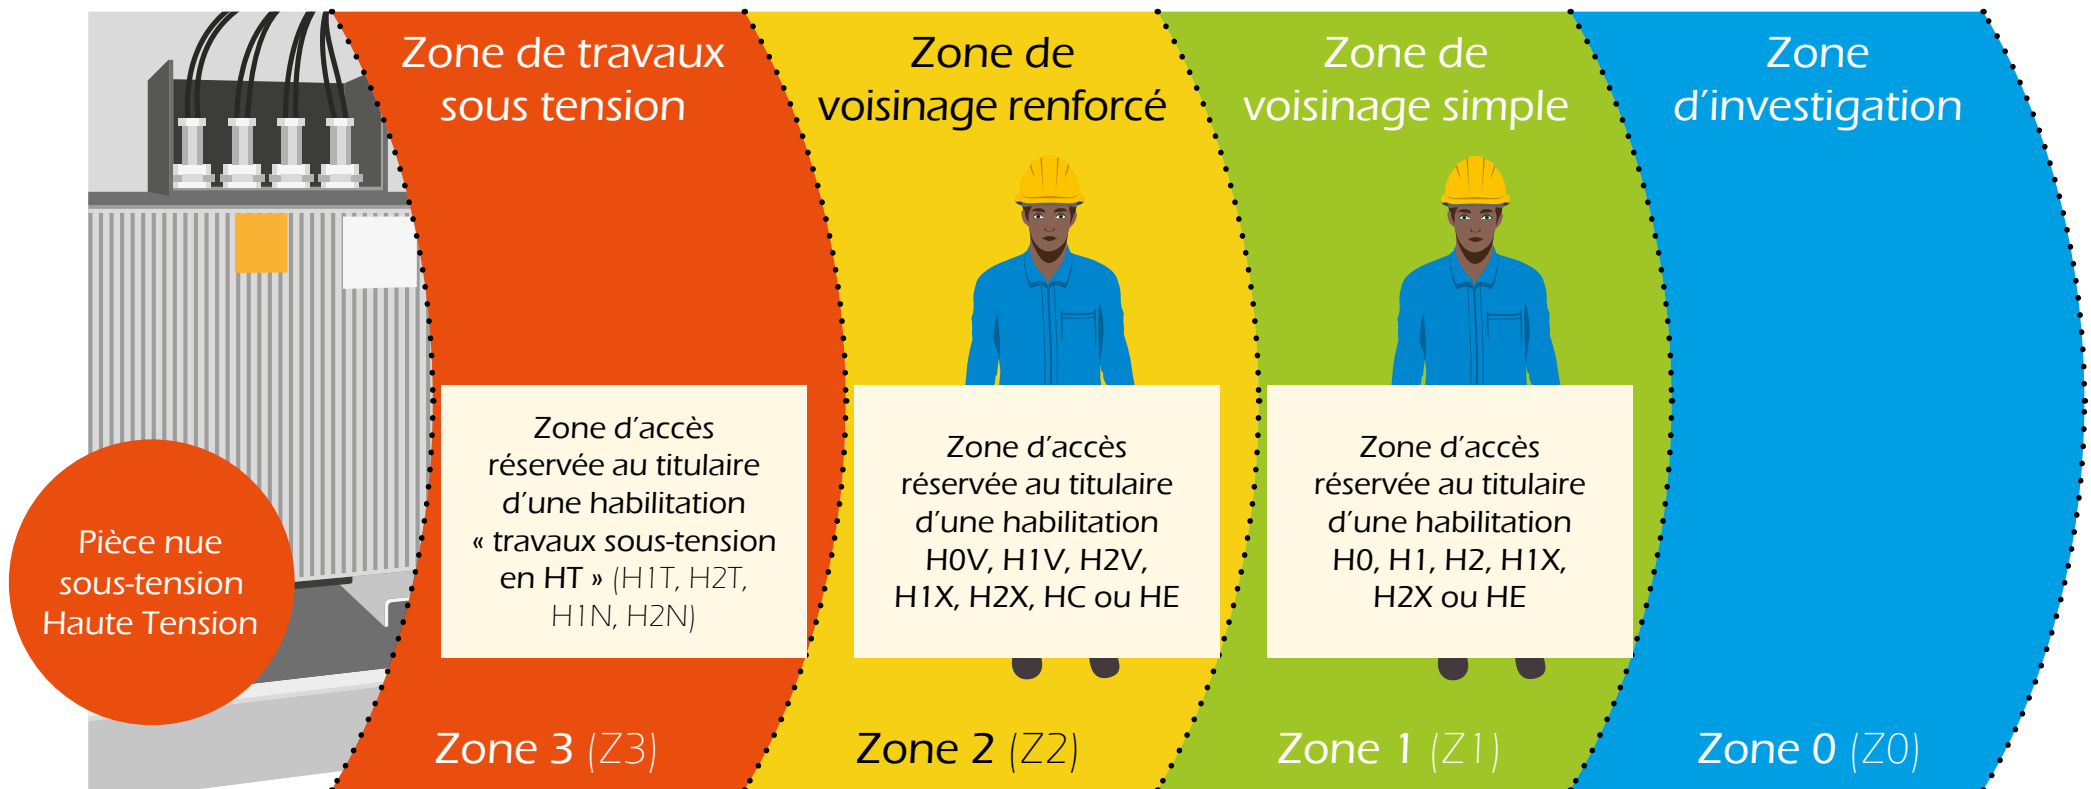 Zone de travaux
sous tension
Zone de
voisinage renforcé
Zone de
voisinage simple
Zone
d'investigation
Pièce nue
sous-tension
Haute Tension
Zone d'accès
réservée au titulaire
d'une habilitation
« travaux sous-tension
en HT » (H1T, H2T,
H1N, H2N)
Zone d'accès
réservée au titulaire
d'une habilitation
H0V, H1V, H2V,
H1X, H2X, HC ou HE
Zone d'accès
réservée au titulaire
d'une habilitation
H0, H1, H2, H1X,
H2X ou HE
Zone 3 (Z3)
Zone 2 (Z2)
Zone 1 (Z1)
Zone 0 (Z0)